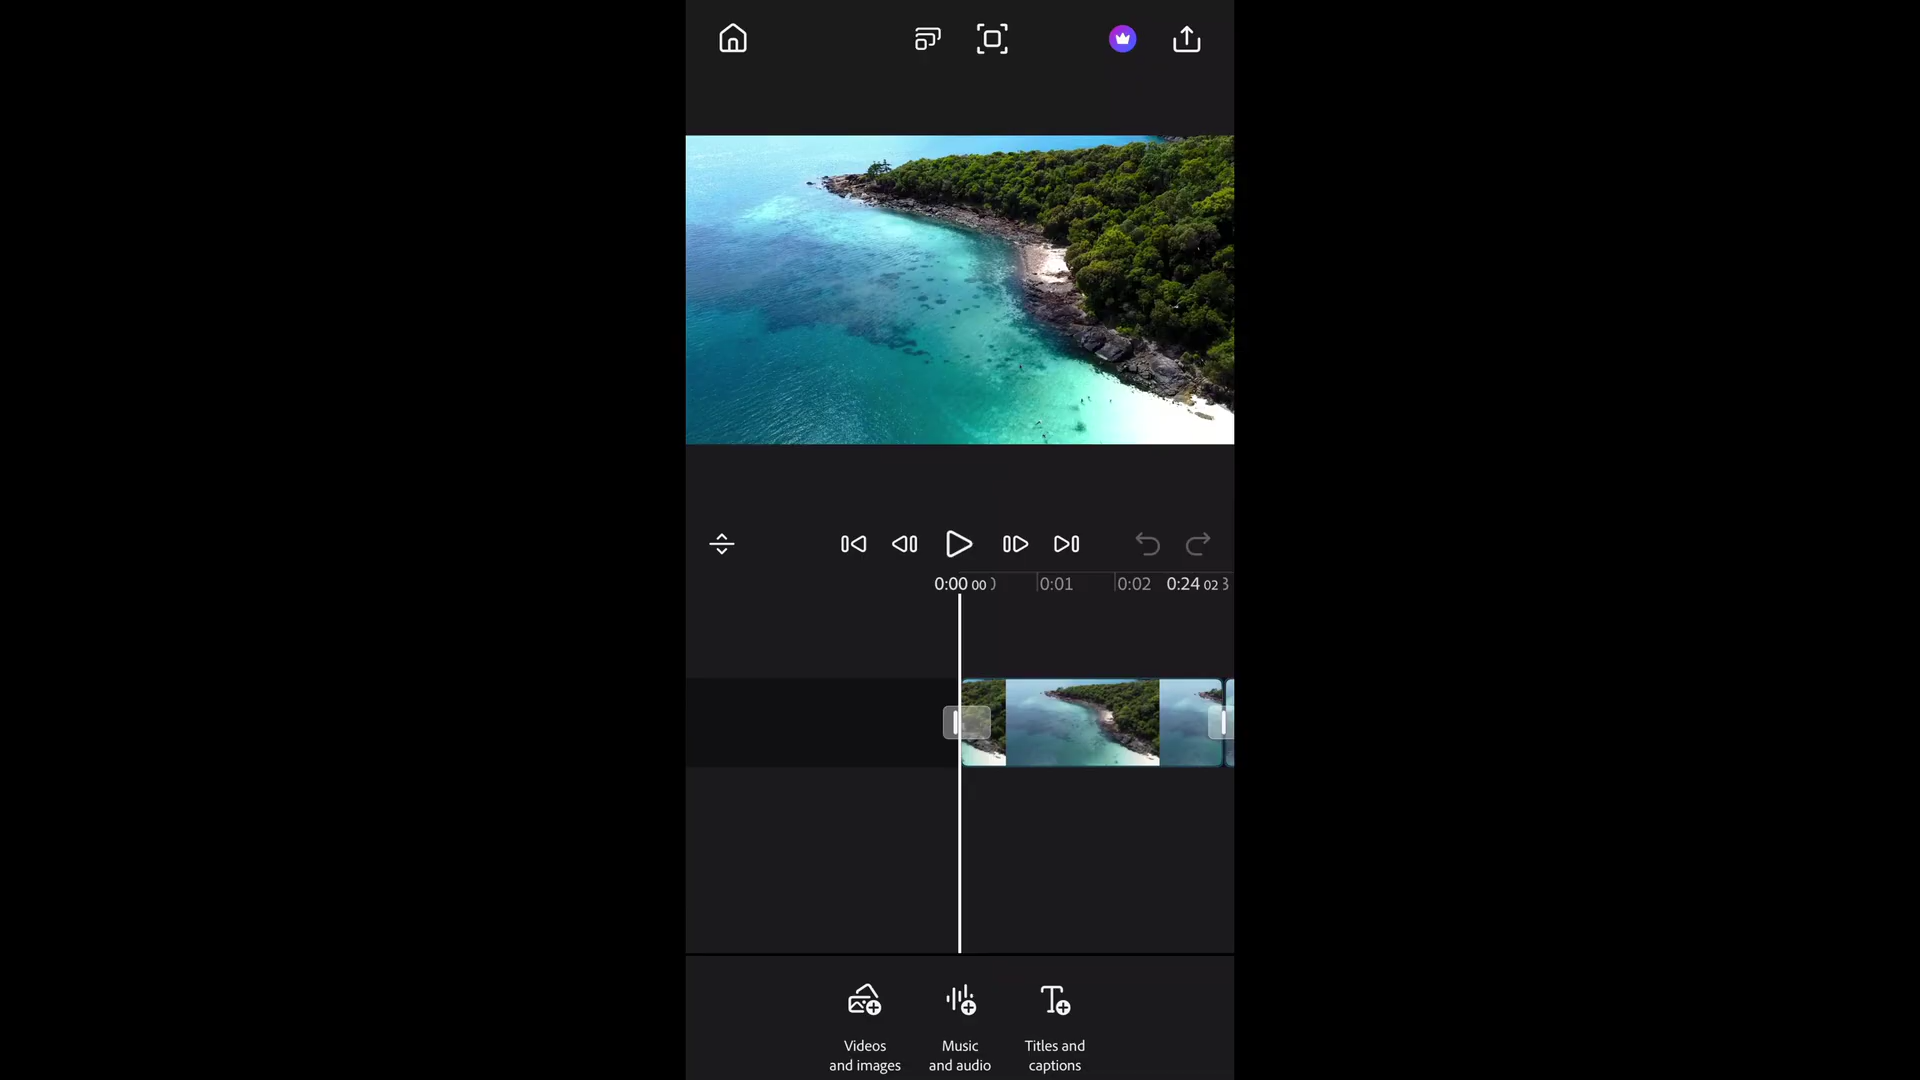 0:00 00
0:01
0:02
0:24 02
Videos
and images
Music
and audio
Titles and
captions